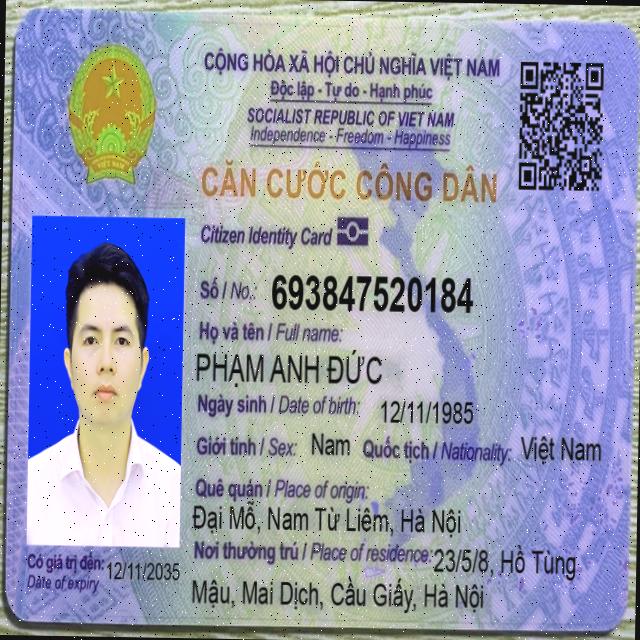 CỘNG HÒA XÃ HỘI CHỦ NGHĨA VIỆT NAM
Độc lập - Tự do - Hạnh phúc
SOCIALIST REPUBLIC OF VIET NAM
Independence - Freedom - Happiness
CĂN CƯỚC CÔNG DÂN
Citizen Identity Card
Số / No.: 693847520184
Họ và tên / Full name:
PHẠM ANH ĐỨC
Ngày sinh / Date of birth: 12/11/1985
Giới tính / Sex: Nam Quốc tịch / Nationality: Việt Nam
Quê quán / Place of origin:
Đại Mỗ, Nam Từ Liêm, Hà Nội
Nơi thường trú / Place of residence: 23/5/8, Hồ Tùng
Mậu, Mai Dịch, Cầu Giấy, Hà Nội
Có giá trị đến: 12/11/2035
Date of expiry
VIỆT NAM